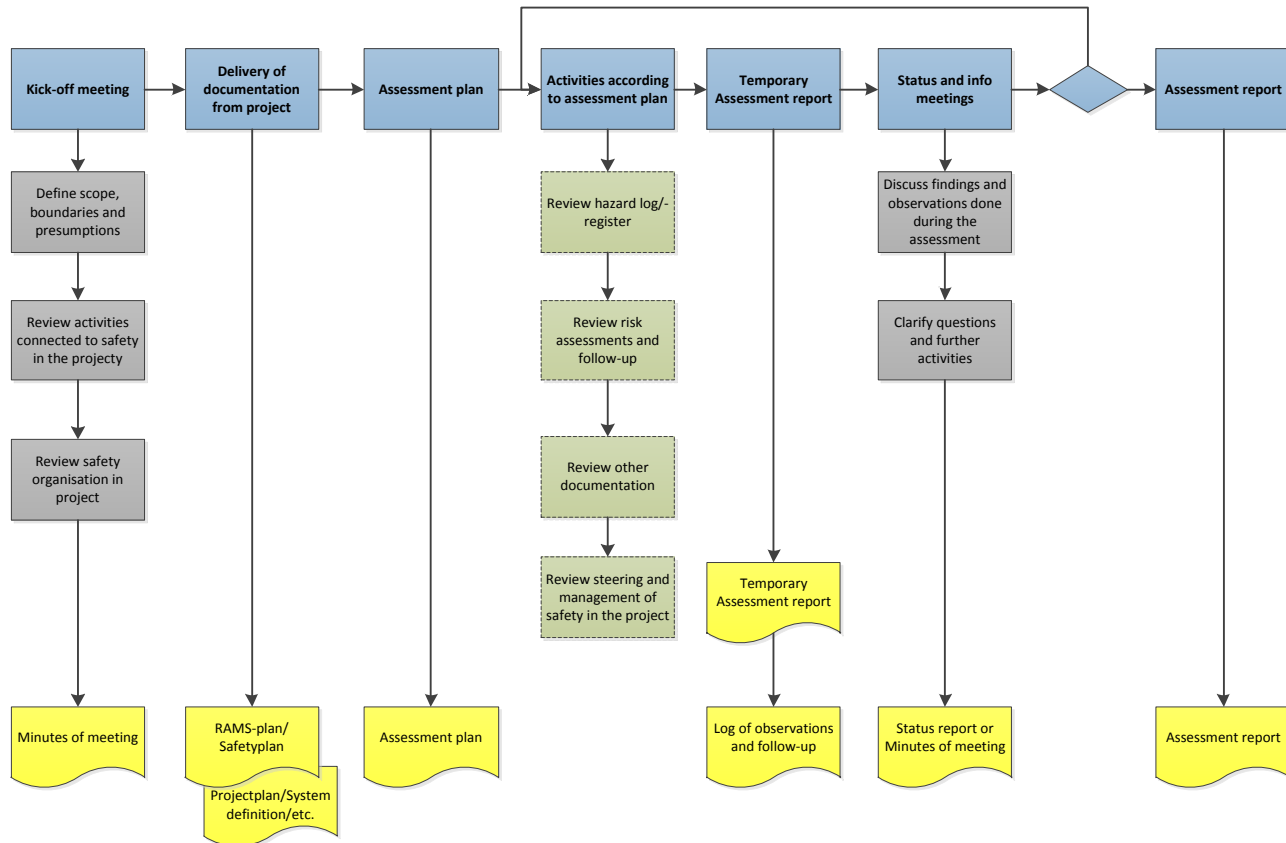 Kick-off meeting
Delivery of
documentation
from project
Assessment plan
Activities according
to assessment plan
Temporary
Assessment report
Status and info
meetings
Assessment report
Define scope,
boundaries and
presumptions
Review activities
connected to safety
in the projecty
Review safety
organisation in
project
Minutes of meeting
RAMS-plan/
Safetyplan
Projectplan/System
definition/etc.
Assessment plan
Review hazard log/-
register
Review risk
assessments and
follow-up
Review other
documentation
Review steering and
management of
safety in the project
Temporary
Assessment report
Log of observations
and follow-up
Discuss findings and
observations done
during the
assessment
Clarify questions
and further
activities
Status report or
Minutes of meeting
Assessment report